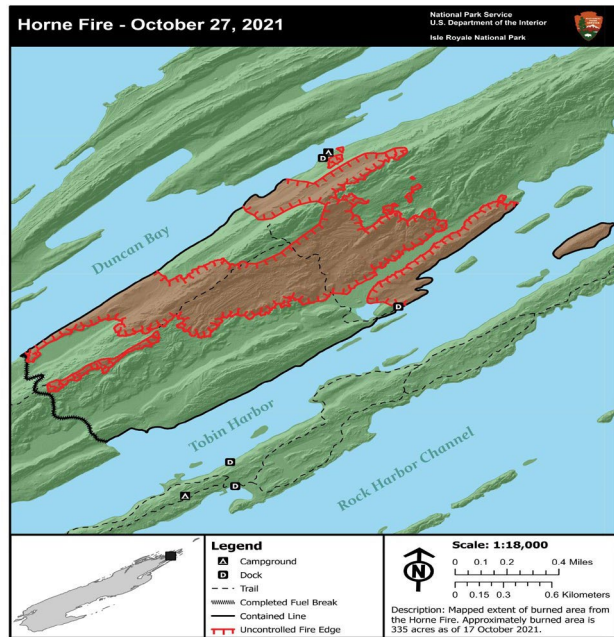 Horne Fire - October 27, 2021
National Park Service
U.S. Department of the Interior
Isle Royale National Park
Duncan Bay
Tobin Harbor
Rock Harbor Channel
D
D
D
D
Legend
Campground
D Dock
Trail
Completed Fuel Break
Contained Line
Uncontrolled Fire Edge
N
Scale: 1:18,000
0 0.1 0.2 0.4 Miles
0 0.15 0.3 0.6 Kilometers
Description: Mapped extent of burned area from
the Horne Fire. Approximately burned area is
335 acres as of 17 October 2021.